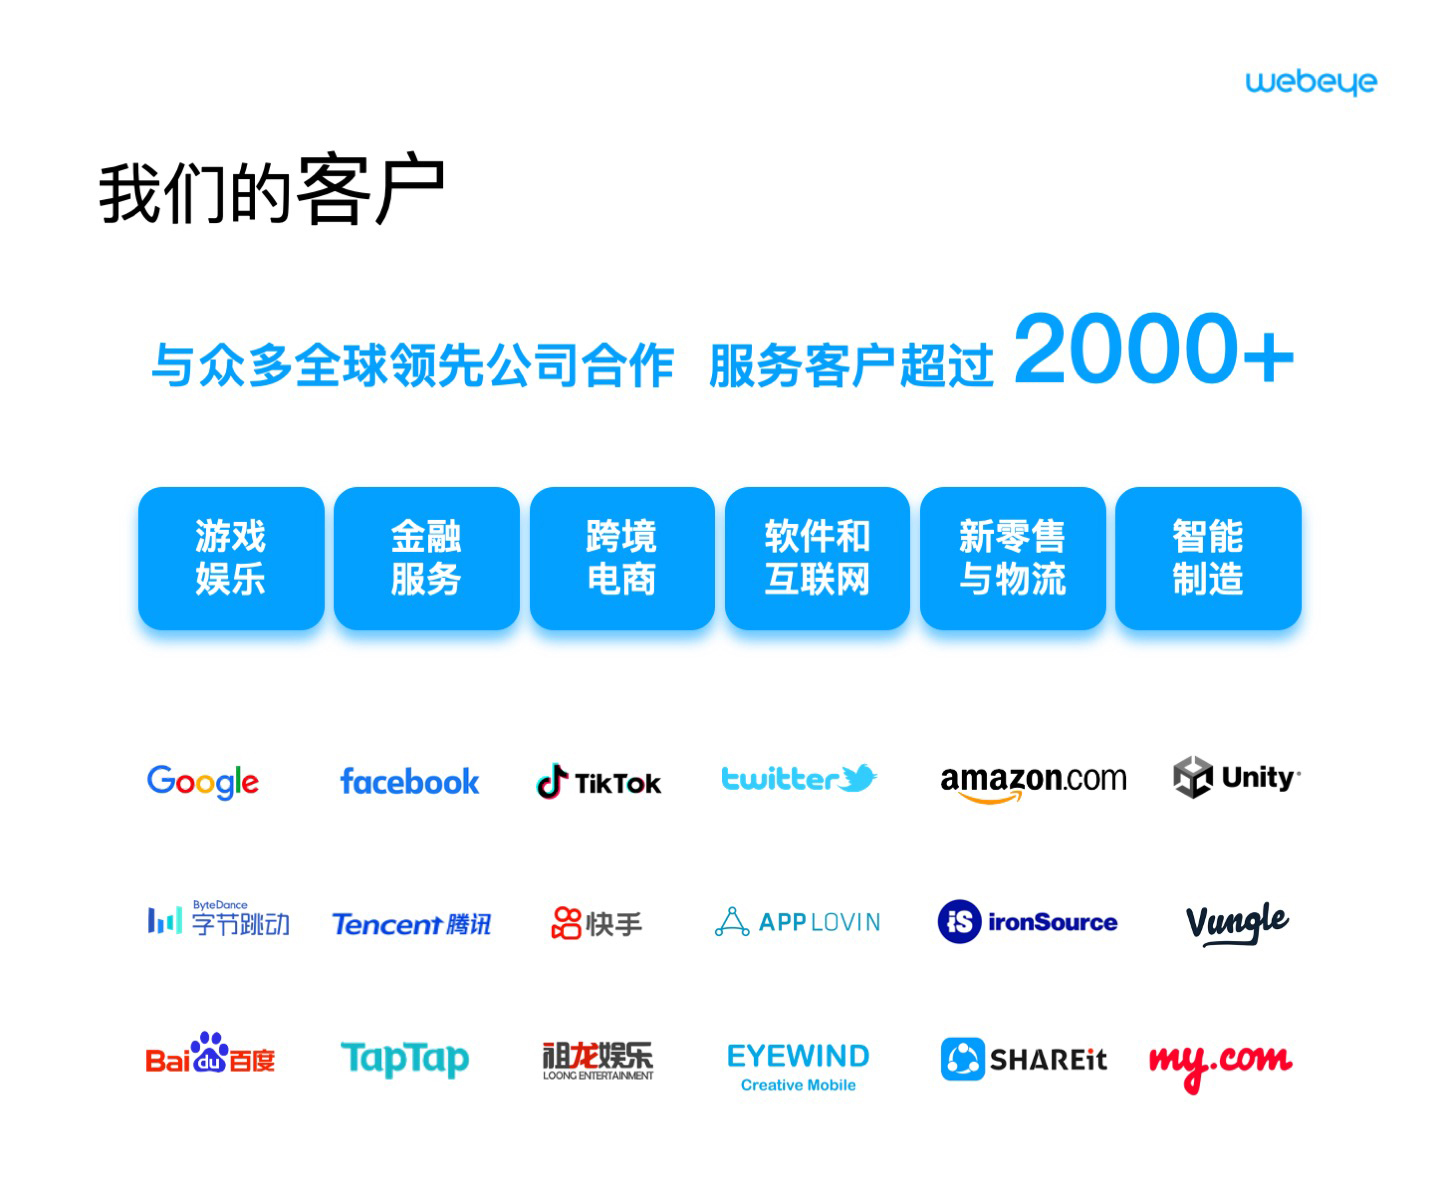 webeye
我们的客户
与众多全球领先公司合作 服务客户超过 2000+
游戏
娱乐
金融
服务
跨境
电商
软件和
互联网
新零售
与物流
智能
制造
Google
facebook
TikTok
twitter
amazon.com
Unity
ByteDance
字节跳动
Tencent 腾讯
快手
APPLOVIN
iS ironSource
Vungle
Bai du 百度
TapTap
祖龙娱乐
LOONG ENTERTAINMENT
EYEWIND
Creative Mobile
SHAREit
my.com